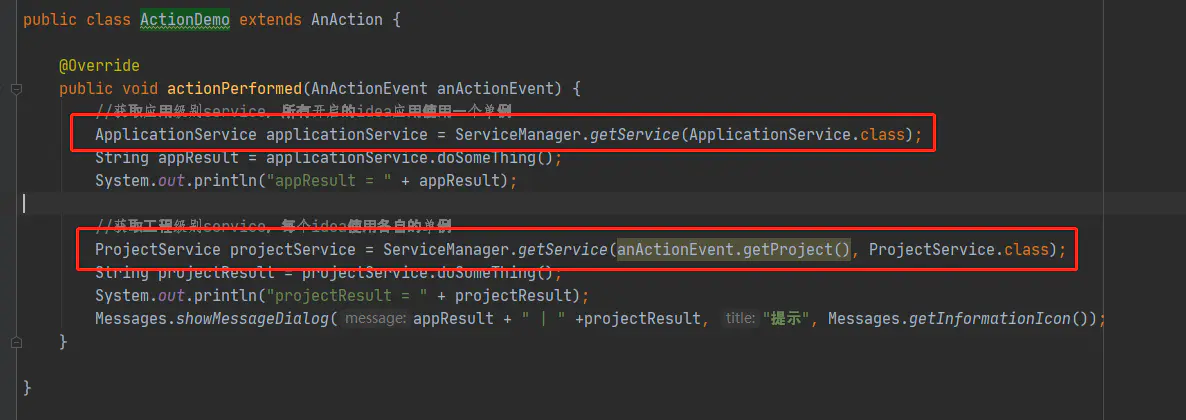 public class ActionDemo extends AnAction {
@Override
public void actionPerformed(AnActionEvent anActionEvent) {
//获取应用级别service，所有开启的idea应用使用一个单例
ApplicationService applicationService = ServiceManager.getService(ApplicationService.class);
String appResult = applicationService.doSomeThing();
System.out.println("appResult = " + appResult);
//获取工程级别service，每个idea使用各自的单例
ProjectService projectService = ServiceManager.getService(anActionEvent.getProject(), ProjectService.class);
String projectResult = projectService.doSomeThing();
System.out.println("projectResult = " + projectResult);
Messages.showMessageDialog( message: appResult + " | " +projectResult, title: "提示", Messages.getInformationIcon());
}
}